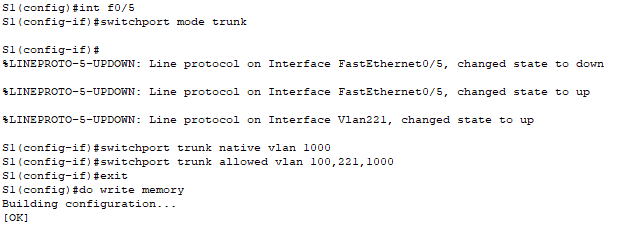 S1(config)#int f0/5
S1(config-if)#switchport mode trunk
S1(config-if)#
%LINEPROTO-5-UPDOWN: Line protocol on Interface FastEthernet0/5, changed state to down
%LINEPROTO-5-UPDOWN: Line protocol on Interface FastEthernet0/5, changed state to up
%LINEPROTO-5-UPDOWN: Line protocol on Interface Vlan221, changed state to up
S1(config-if)#switchport trunk native vlan 1000
S1(config-if)#switchport trunk allowed vlan 100,221,1000
S1(config-if)#exit
S1(config)#do write memory
Building configuration...
[OK]